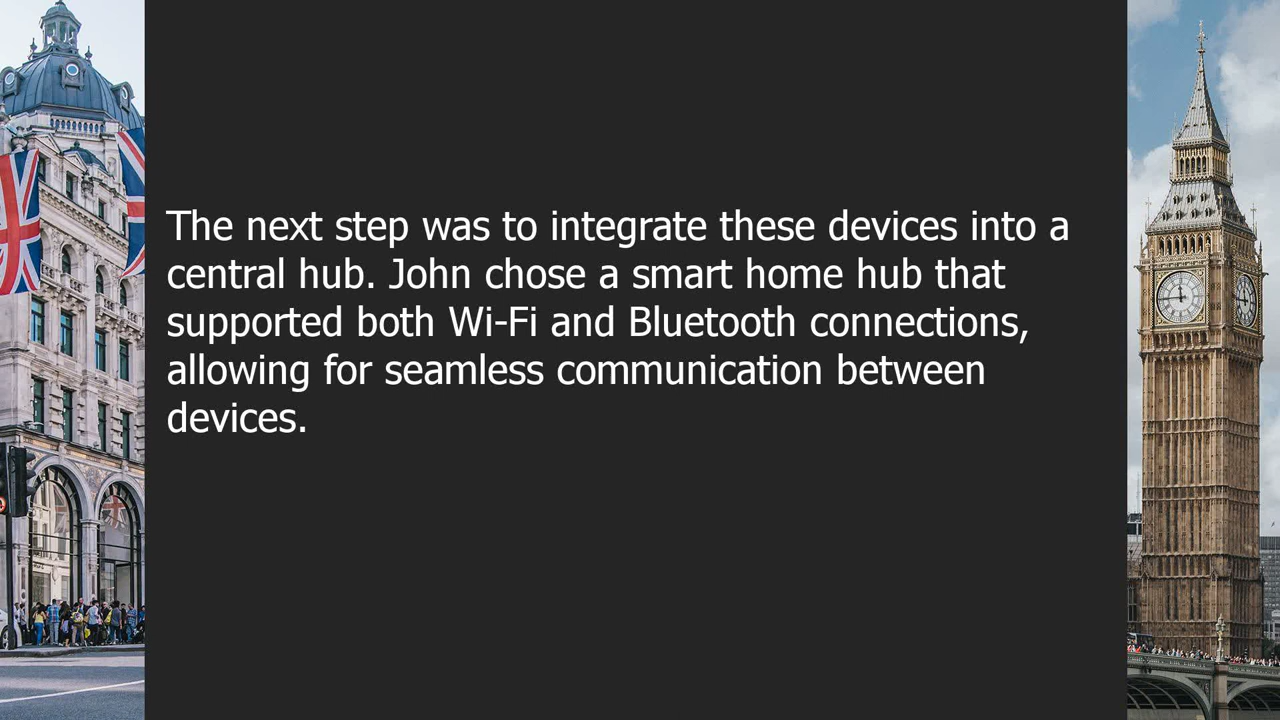 The next step was to integrate these devices into a
central hub. John chose a smart home hub that
supported both Wi-Fi and Bluetooth connections,
allowing for seamless communication between
devices.